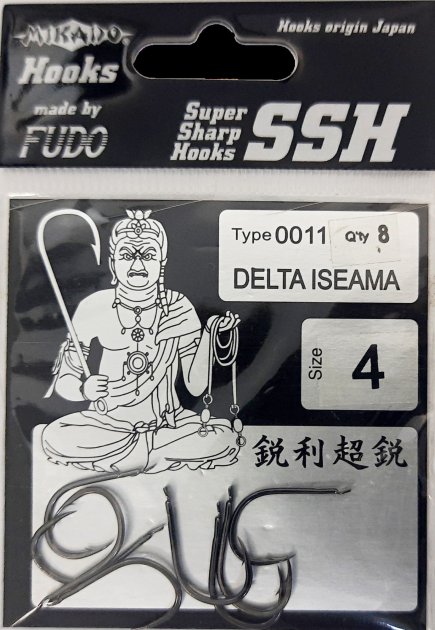 MIKADO
Hooks
made by
FUDO
Hooks origin Japan
Super
Sharp
Hooks
SSH
Type 0011 Q'ty 8
DELTA ISEAMA
Size 4
鋭利超鋭